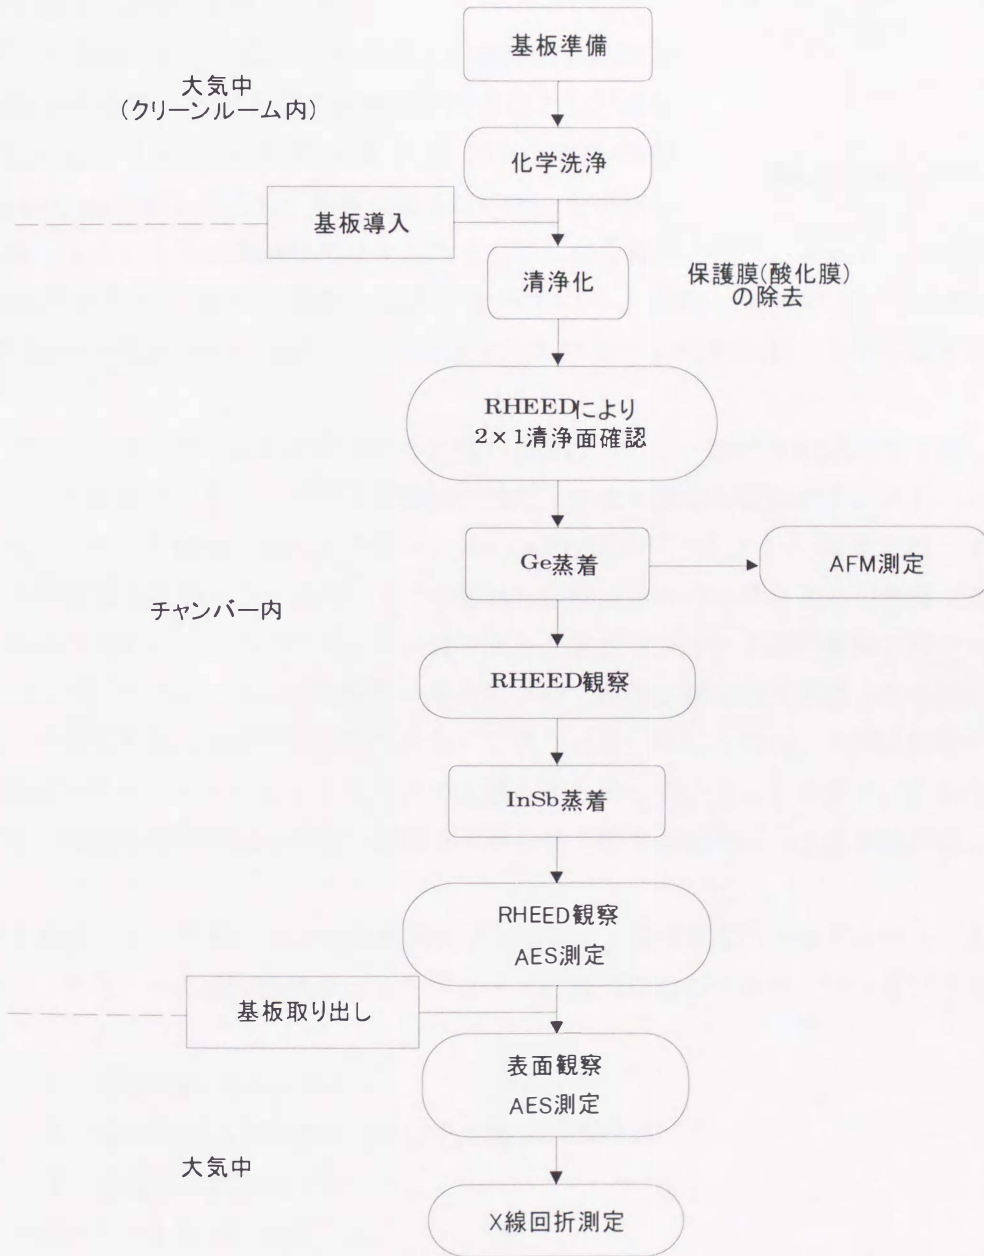 基板準備
大気中
(クリーンルーム内)
化学洗浄
基板導入
清浄化
保護膜(酸化膜)
の除去
RHEEDにより
2×1清浄面確認
Ge蒸着
AFM測定
チャンバー内
RHEED観察
InSb蒸着
RHEED観察
AES測定
基板取り出し
表面観察
AES測定
大気中
X線回折測定